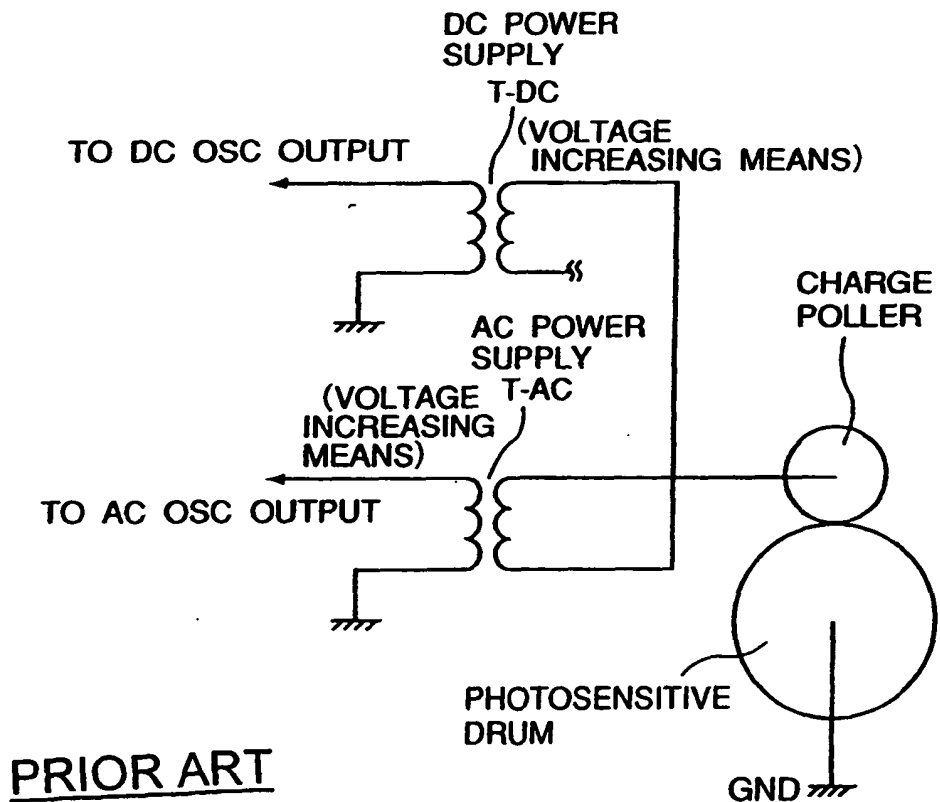 DC POWER
SUPPLY
T-DC
(VOLTAGE
INCREASING MEANS)
TO DC OSC OUTPUT
CHARGE
POLLER
AC POWER
SUPPLY
T-AC
(VOLTAGE
INCREASING
MEANS)
TO AC OSC OUTPUT
PHOTOSENSITIVE
DRUM
PRIOR ART
GND